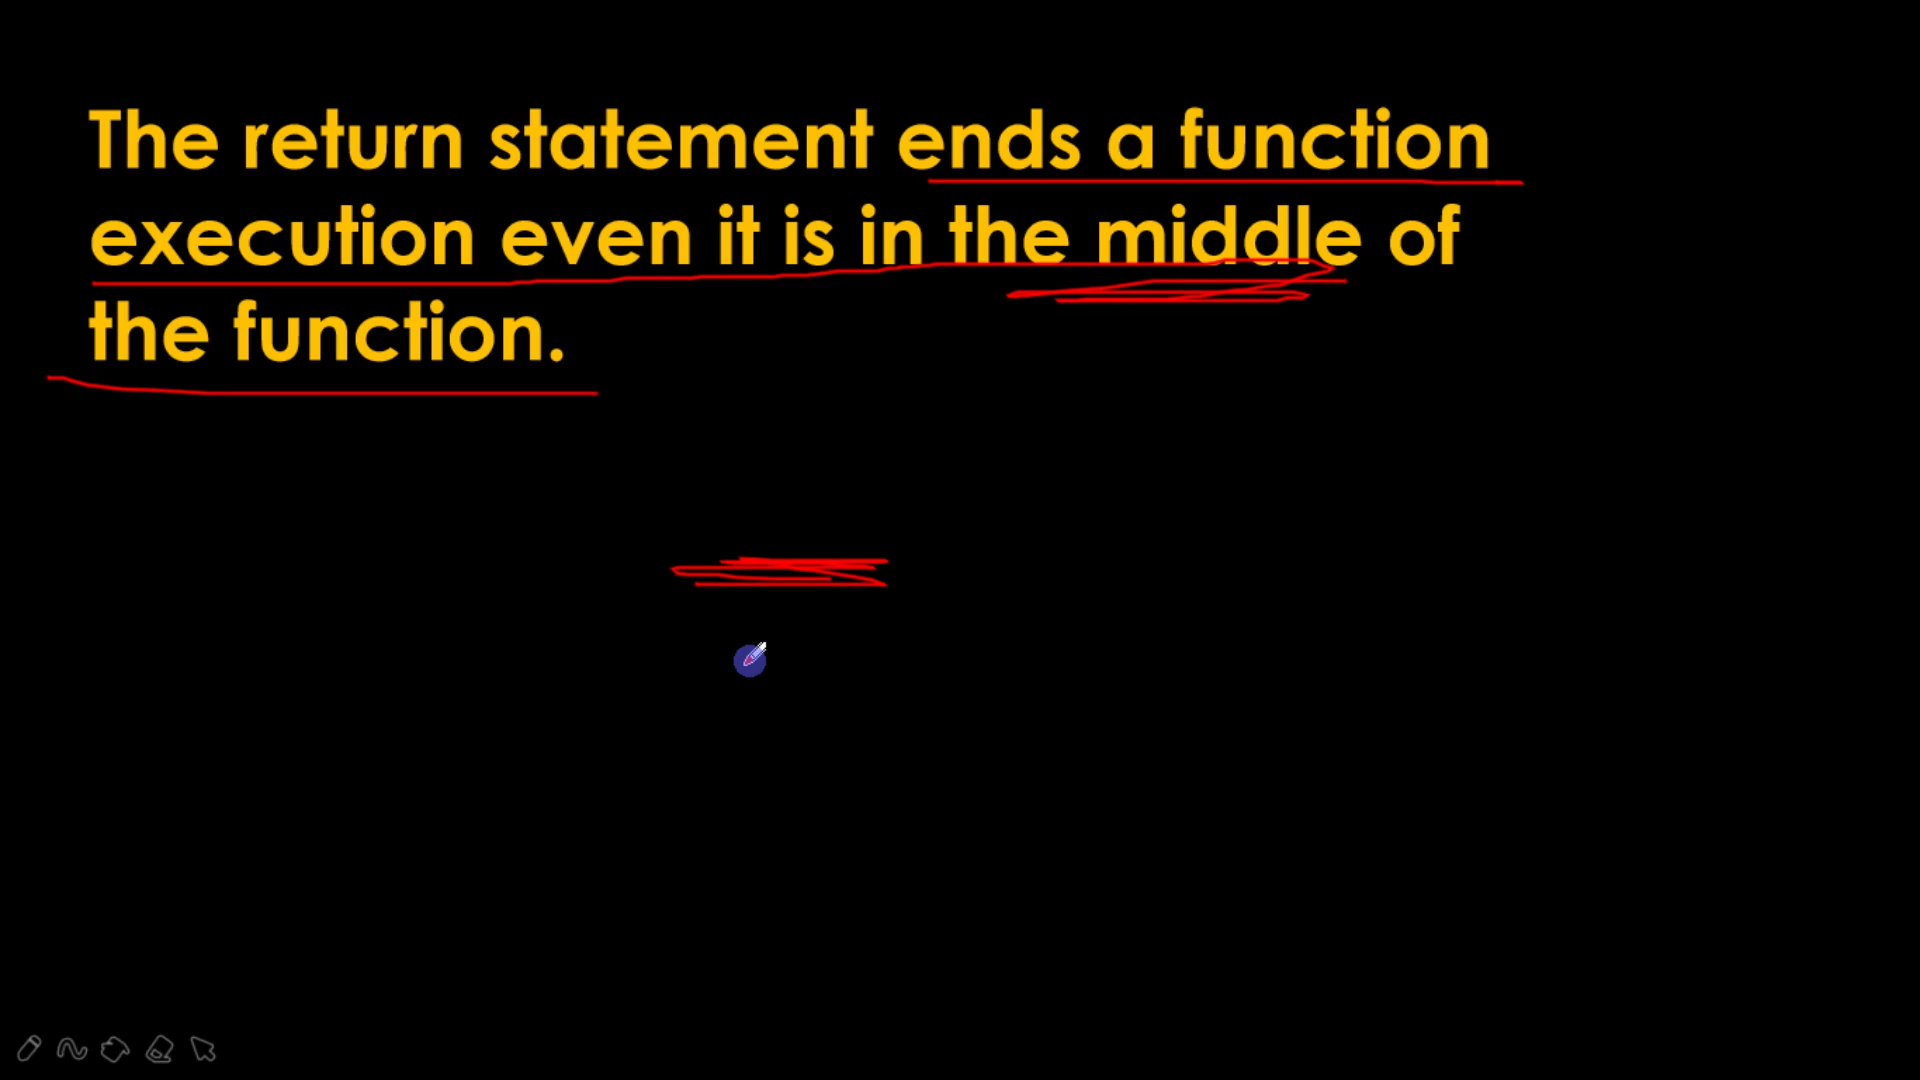 The return statement ends a function
execution even it is in the middle of
the function.